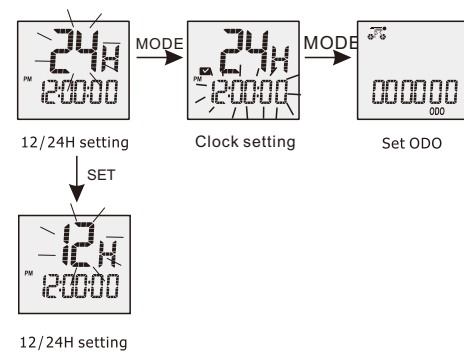 24H
PM
12:00:00
12/24H setting
MODE
24H
PM
12:00:00
Clock setting
MODE
000000
ODO
Set ODO
SET
12H
PM
12:00:00
12/24H setting